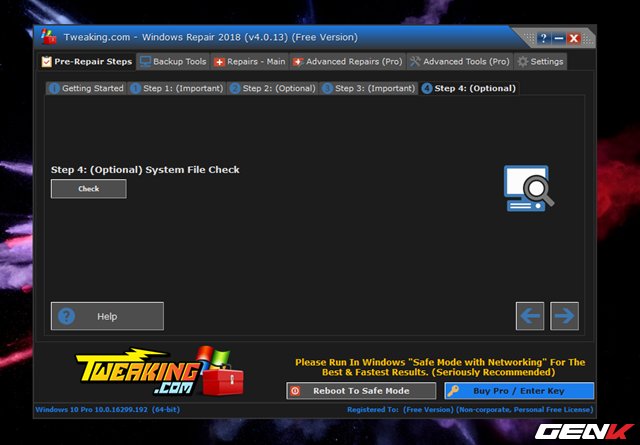 Tweaking.com - Windows Repair 2018 (v4.0.13) (Free Version)
Pre-Repair Steps Backup Tools Repairs - Main Advanced Repairs (Pro) Advanced Tools (Pro) Settings
Getting Started 1 Step 1: (Important) 2 Step 2: (Optional) 3 Step 3: (Important) 4 Step 4: (Optional)
Step 4: (Optional) System File Check
Check
? Help
TWEAKING
.COM
Please Run In Windows "Safe Mode with Networking" For The
Best & Fastest Results. (Seriously Recommended)
Reboot To Safe Mode Buy Pro / Enter Key
Windows 10 Pro 10.0.16299.192 (64-bit) Registered To: (Free Version) (Non-corporate, Personal Free License)
GENK